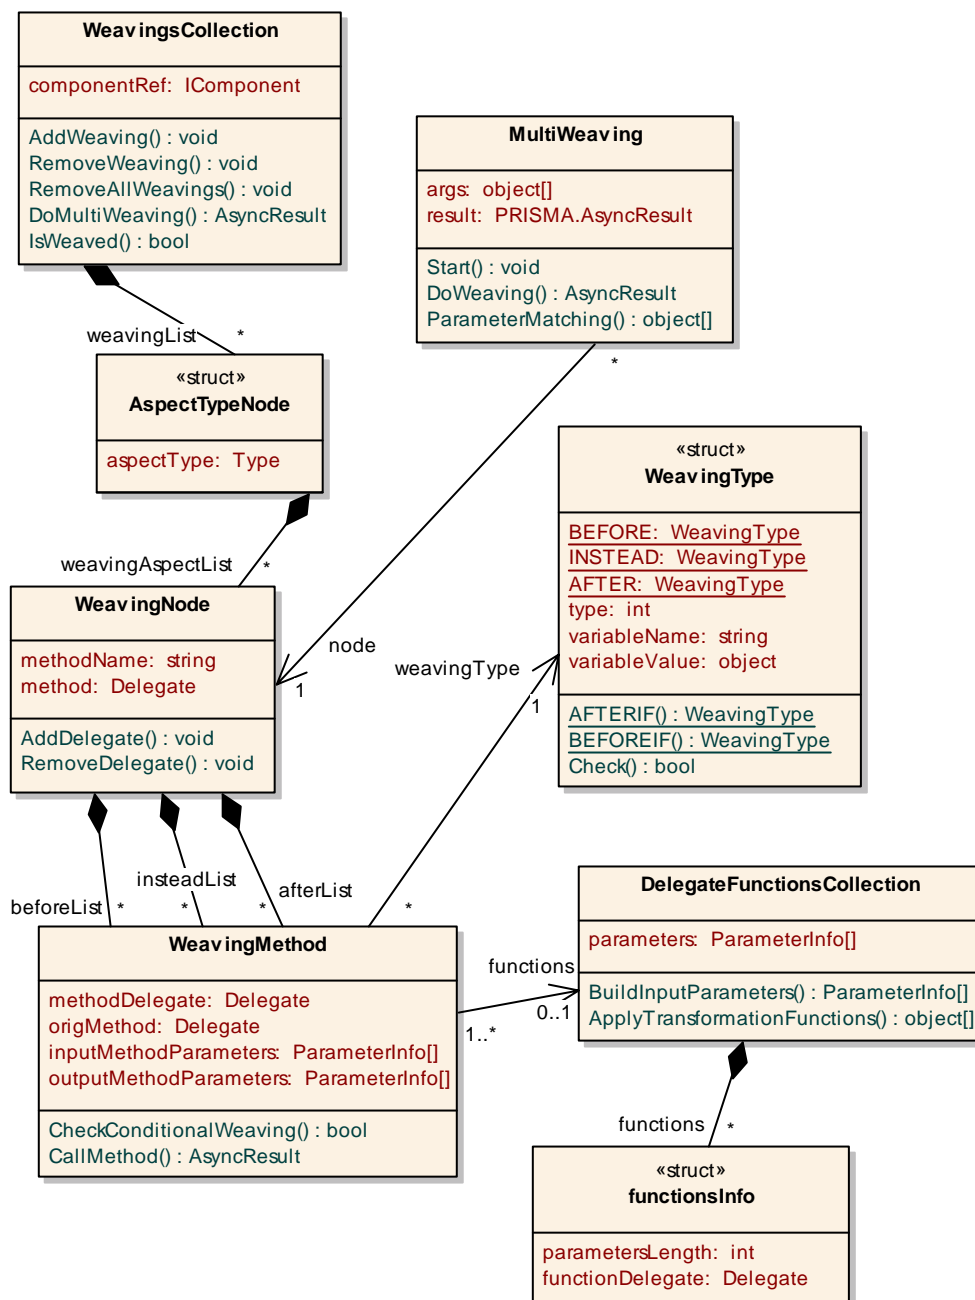 WeavingsCollection
componentRef: IComponent
AddWeaving() : void
RemoveWeaving() : void
RemoveAllWeavings() : void
DoMultiWeaving() : AsyncResult
IsWeaved() : bool
MultiWeaving
args: object[]
result: PRISMA.AsyncResult
Start() : void
DoWeaving() : AsyncResult
ParameterMatching() : object[]
weavingList *
*
«struct»
AspectTypeNode
aspectType: Type
«struct»
WeavingType
BEFORE: WeavingType
INSTEAD: WeavingType
AFTER: WeavingType
type: int
variableName: string
variableValue: object
AFTERIF() : WeavingType
BEFOREIF() : WeavingType
Check() : bool
weavingAspectList *
WeavingNode
methodName: string
method: Delegate
AddDelegate() : void
RemoveDelegate() : void
node
1
weavingType
1
beforeList *
insteadList *
afterList *
*
WeavingMethod
methodDelegate: Delegate
origMethod: Delegate
inputMethodParameters: ParameterInfo[]
outputMethodParameters: ParameterInfo[]
CheckConditionalWeaving() : bool
CallMethod() : AsyncResult
functions
1..* 0..1
DelegateFunctionsCollection
parameters: ParameterInfo[]
BuildInputParameters() : ParameterInfo[]
ApplyTransformationFunctions() : object[]
functions *
«struct»
functionsInfo
parametersLength: int
functionDelegate: Delegate